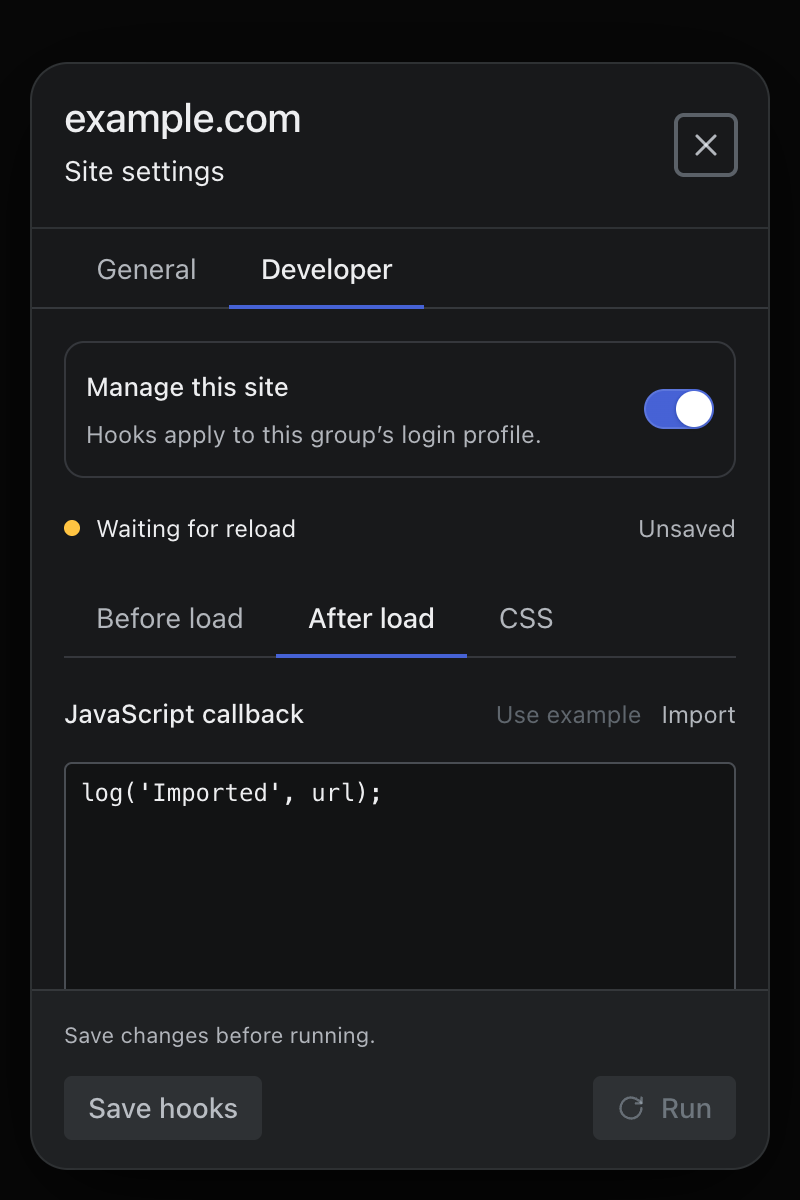 example.com
Site settings
General Developer
Manage this site
Hooks apply to this group’s login profile.
Waiting for reload Unsaved
Before load After load CSS
JavaScript callback Use example Import
log('Imported', url);
Save changes before running.
Save hooks Run